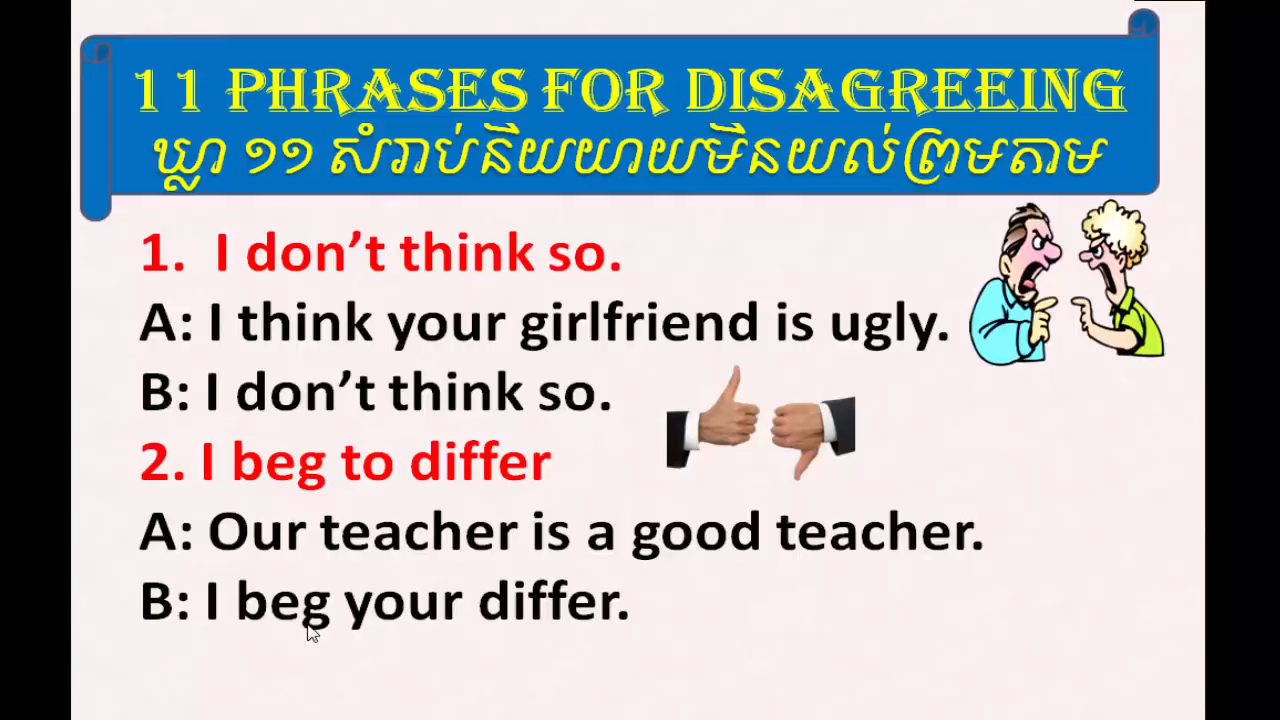 11 PHRASES FOR DISAGREEING
ឃ្លា ១១ សំរាប់និយយាយមិនយល់ព្រមតាម
1. I don’t think so.
A: I think your girlfriend is ugly.
B: I don’t think so.
2. I beg to differ
A: Our teacher is a good teacher.
B: I beg your differ.